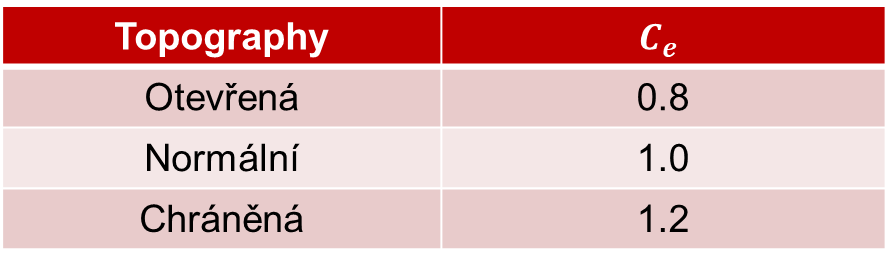 Topography C_e
Otevřená 0.8
Normální 1.0
Chráněná 1.2